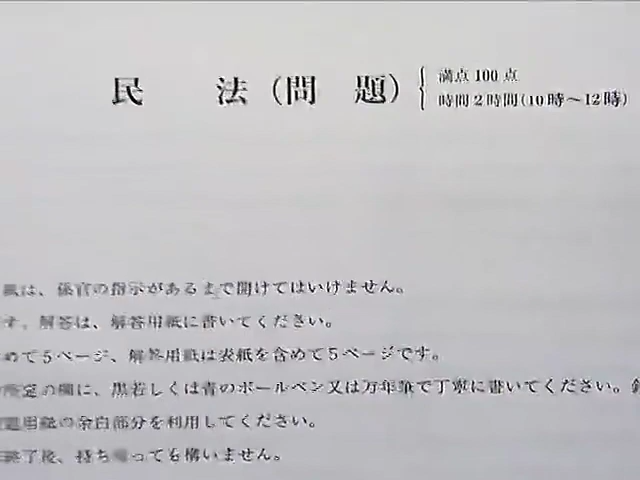 民 法 (問 題)
満点 100 点
時間 2 時間 (10 時～12 時)
紙は、係官の指示があるまで開けてはいけません。
す。解答は、解答用紙に書いてください。
めて5ページ、解答用紙は表紙を含めて5ページです。
所定の欄に、黒若しくは青のボールペン又は万年筆で丁寧に書いてください。
題用紙の余白部分を利用してください。
終了後、持ち帰っても構いません。